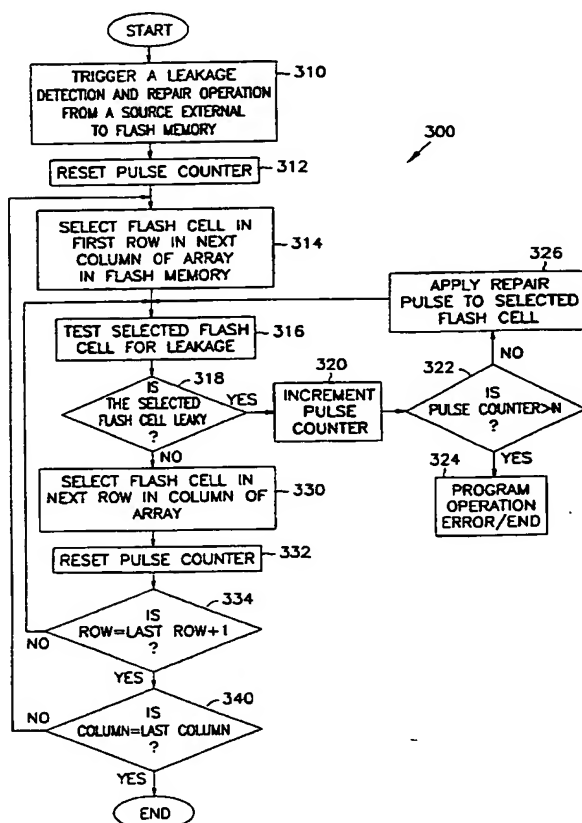 START
TRIGGER A LEAKAGE
DETECTION AND REPAIR OPERATION
FROM A SOURCE EXTERNAL
TO FLASH MEMORY
310
300
RESET PULSE COUNTER
312
SELECT FLASH CELL IN
FIRST ROW IN NEXT
COLUMN OF ARRAY
IN FLASH MEMORY
314
326
APPLY REPAIR
PULSE TO SELECTED
FLASH CELL
TEST SELECTED FLASH
CELL FOR LEAKAGE
316
318
IS
THE SELECTED
FLASH CELL LEAKY
?
YES
NO
320
INCREMENT
PULSE
COUNTER
322
NO
IS
PULSE COUNTER>N
?
YES
324
PROGRAM
OPERATION
ERROR/END
SELECT FLASH CELL IN
NEXT ROW IN COLUMN OF
ARRAY
330
RESET PULSE COUNTER
332
334
IS
ROW=LAST ROW+1
?
NO
YES
340
IS
COLUMN=LAST COLUMN
?
NO
YES
END